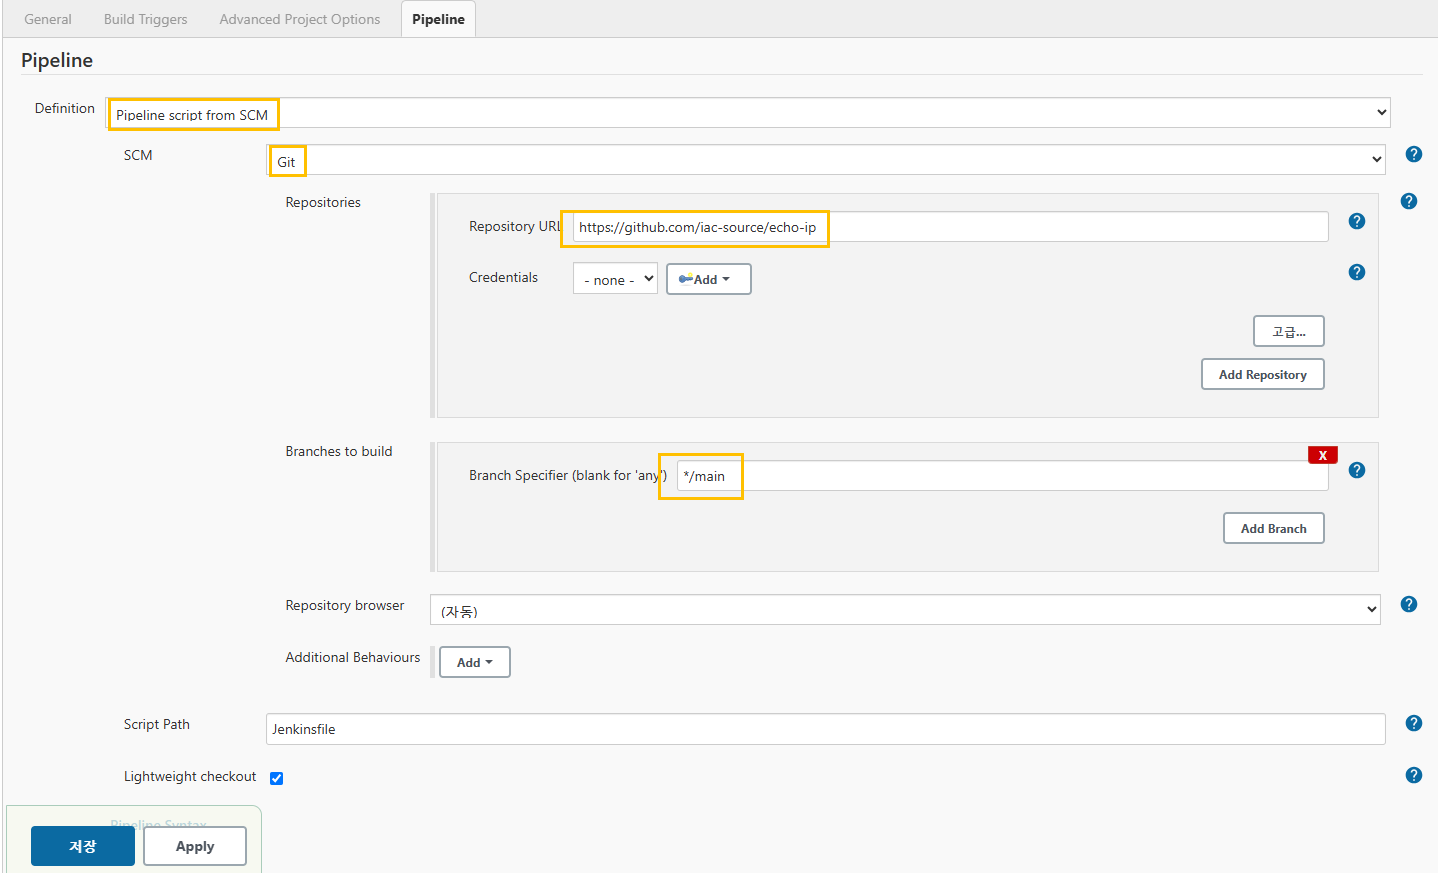 General Build Triggers Advanced Project Options Pipeline
Pipeline
Definition Pipeline script from SCM
SCM Git
Repositories
Repository URL https://github.com/iac-source/echo-ip
Credentials - none - Add
고급...
Add Repository
Branches to build
X
Branch Specifier (blank for 'any') */main
Add Branch
Repository browser (자동)
Additional Behaviours Add
Script Path Jenkinsfile
Lightweight checkout
Pipeline Syntax
저장 Apply